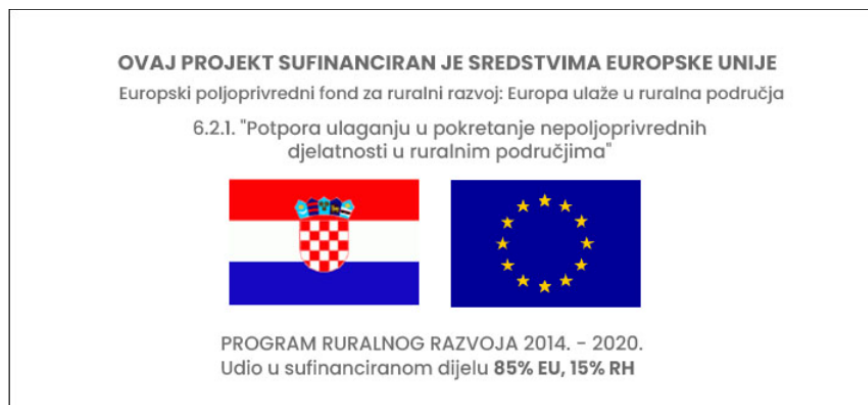 OVAJ PROJEKT SUFINANCIRAN JE SREDSTVIMA EUROPSKE UNIJE
Europski poljoprivredni fond za ruralni razvoj: Europa ulaže u ruralna područja
6.2.1. "Potpora ulaganju u pokretanje nepoljoprivrednih
djelatnosti u ruralnim područjima"
PROGRAM RURALNOG RAZVOJA 2014. - 2020.
Udio u sufinanciranom dijelu 85% EU, 15% RH